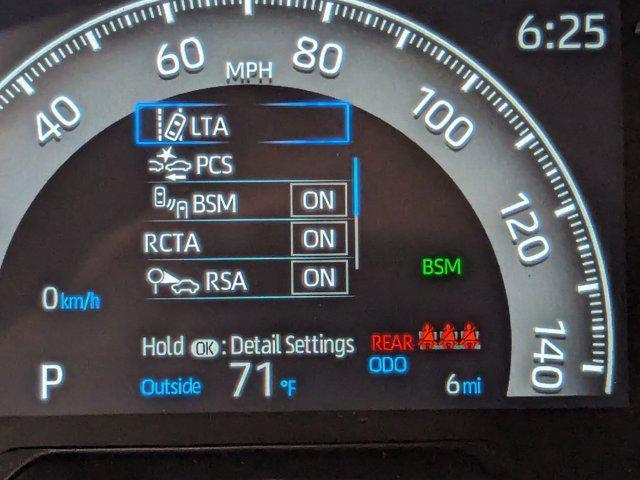 6:25
60 80
MPH
40 100
LTA
PCS
BSM ON
120
RCTA ON
BSM
RSA ON
0 km/h
Hold OK : Detail Settings
REAR
140
ODO
P
Outside 71 °F
6 mi